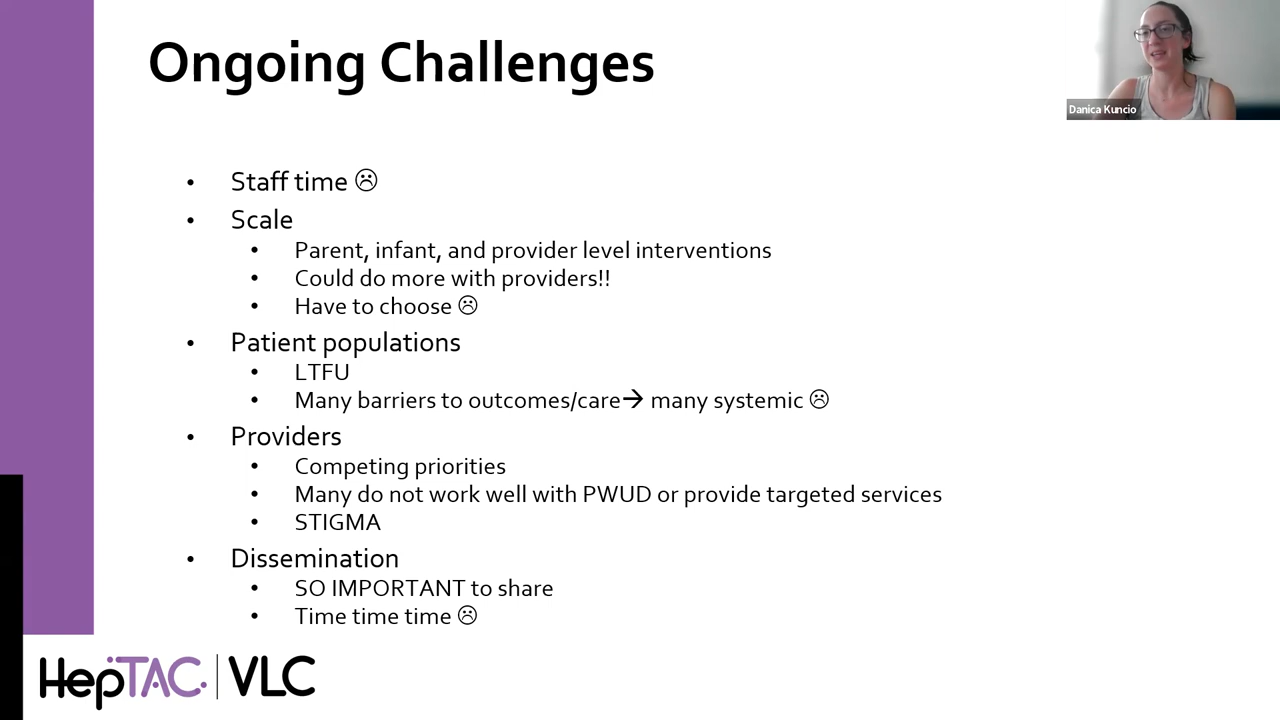 Ongoing Challenges
Danica Kuncio
• Staff time ☹
• Scale
• Parent, infant, and provider level interventions
• Could do more with providers!!
• Have to choose ☹
• Patient populations
• LTFU
• Many barriers to outcomes/care→ many systemic ☹
• Providers
• Competing priorities
• Many do not work well with PWUD or provide targeted services
• STIGMA
• Dissemination
• SO IMPORTANT to share
• Time time time ☹
HepTAC | VLC